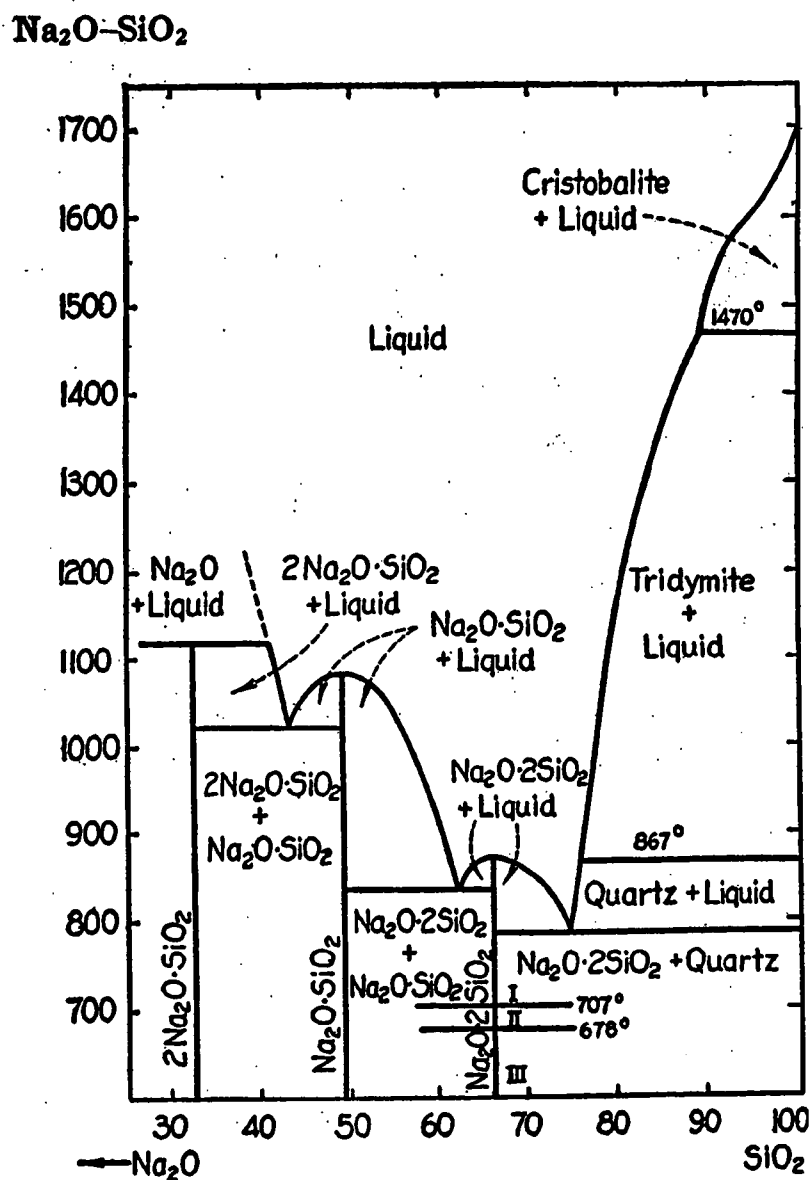 Na₂O–SiO₂
1700
1600
1500
1400
1300
1200
1100
1000
900
800
700
Cristobalite
+ Liquid
1470°
Liquid
Na₂O
+Liquid
2Na₂O·SiO₂
+Liquid
Na₂O·SiO₂
+ Liquid
Tridymite
+
Liquid
2Na₂O·SiO₂
+
Na₂O·SiO₂
Na₂O·2SiO₂
+ Liquid
867°
Quartz + Liquid
Na₂O·2SiO₂
+
Na₂O·SiO₂
Na₂O·2SiO₂ + Quartz
I
707°
II
678°
III
2Na₂O·SiO₂
Na₂O·SiO₂
Na₂O·2SiO₂
30 40 50 60 70 80 90 100
Na₂O
SiO₂